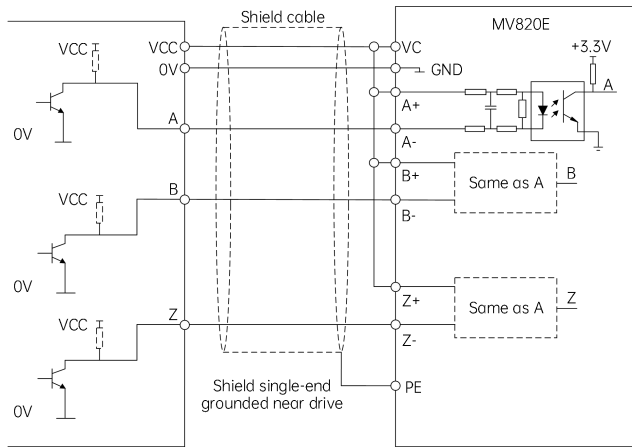 Shield cable
MV820E
VCC
VCC
VC
+3.3V
0V
GND
A
A+
A
0V
A-
B+
B
VCC
B
Same as A
B-
0V
Z+
Z
VCC
Z
Same as A
Z-
Shield single-end
grounded near drive
PE
0V